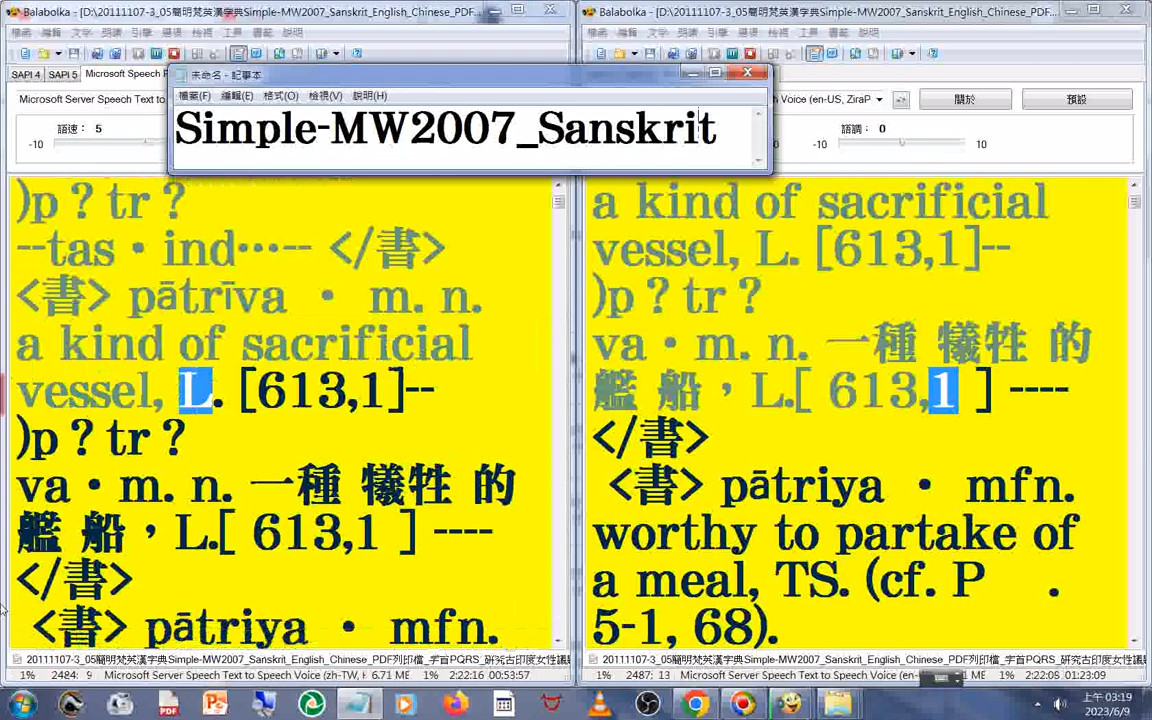 Balabolka - [D:\20111107-3_05簡明梵英漢字典Simple-MW2007_Sanskrit_English_Chinese_PDF...
Balabolka - [D:\20111107-3_05簡明梵英漢字典Simple-MW2007_Sanskrit_English_Chinese_PDF...
SAPI 4 SAPI 5 Microsoft Speech P
未命名 - 記事本
檔案(F) 編輯(E) 格式(O) 檢視(V) 說明(H)
Simple-MW2007_Sanskrit
Microsoft Server Speech Text to
Voice (en-US, ZiraP
關於
預設
語速： 5
語調： 0
-10
-10
10
)p？tr？
--tas • ind…-- </書>
<書> pātrīva • m. n.
a kind of sacrificial
vessel, L. [613,1]--
)p？tr？
va • m. n. 一種 犧牲 的
艦 船，L.[ 613,1 ] ----
</書>
<書> pātriya • mfn.
a kind of sacrificial
vessel, L. [613,1]--
)p？tr？
va • m. n. 一種 犧牲 的
艦 船，L.[ 613,1 ] ----
</書>
<書> pātriya • mfn.
worthy to partake of
a meal, TS. (cf. P .
5-1, 68).
20111107-3_05簡明梵英漢字典Simple-MW2007_Sanskrit_English_Chinese_PDF列印檔_字首PQRS_研究古印度女性議
20111107-3_05簡明梵英漢字典Simple-MW2007_Sanskrit_English_Chinese_PDF列印檔_字首PQRS_研究古印度女性議
1% 2484: 9 Microsoft Server Speech Text to Speech Voice (zh-TW, H 6.71 ME 1% 2:22:16 00:53:57
1% 2487: 13 Microsoft Server Speech Text to Speech Voice 1% 2:22:08 01:23:09
上午 03:19
2023/6/9